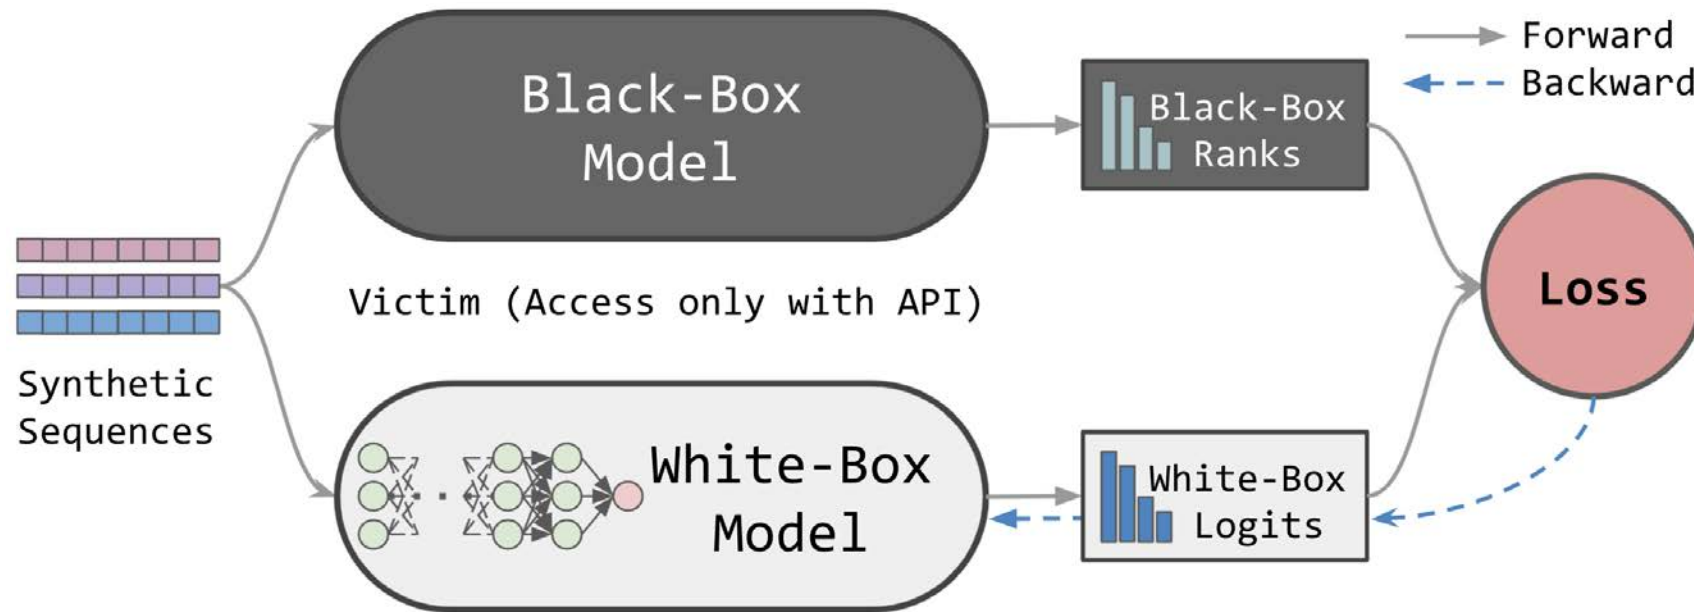 Black-Box
Model
Black-Box
Ranks
Forward
Backward
Loss
Victim (Access only with API)
Synthetic
Sequences
White-Box
Model
White-Box
Logits